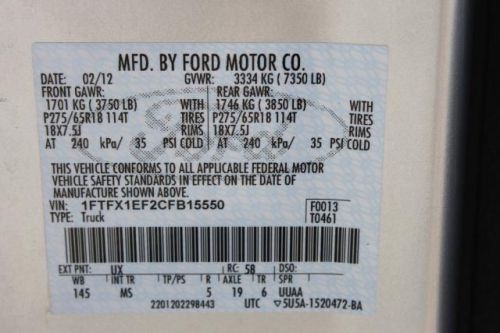 MFD. BY FORD MOTOR CO.
DATE: 02/12 GVWR: 3334 KG ( 7350 LB)
FRONT GAWR: REAR GAWR:
1701 KG ( 3750 LB) WITH 1746 KG ( 3850 LB) WITH
P275/65R18 114T TIRES P275/65R18 114T TIRES
18X7.5J RIMS 18X7.5J RIMS
AT 240 kPa/ 35 PSI COLD AT 240 kPa/ 35 PSI COLD
THIS VEHICLE CONFORMS TO ALL APPLICABLE FEDERAL MOTOR
VEHICLE SAFETY STANDARDS IN EFFECT ON THE DATE OF
MANUFACTURE SHOWN ABOVE.
VIN: 1FTFX1EF2CFB15550 F0013
TYPE: Truck T0461
EXT PNT: UX RC: 58 DSO:
WB TP/PS R AXLE TR SPR
145 MS 5 19 6 UUAA
2201202298443 UTC 5U5A-1520472-BA
Ford